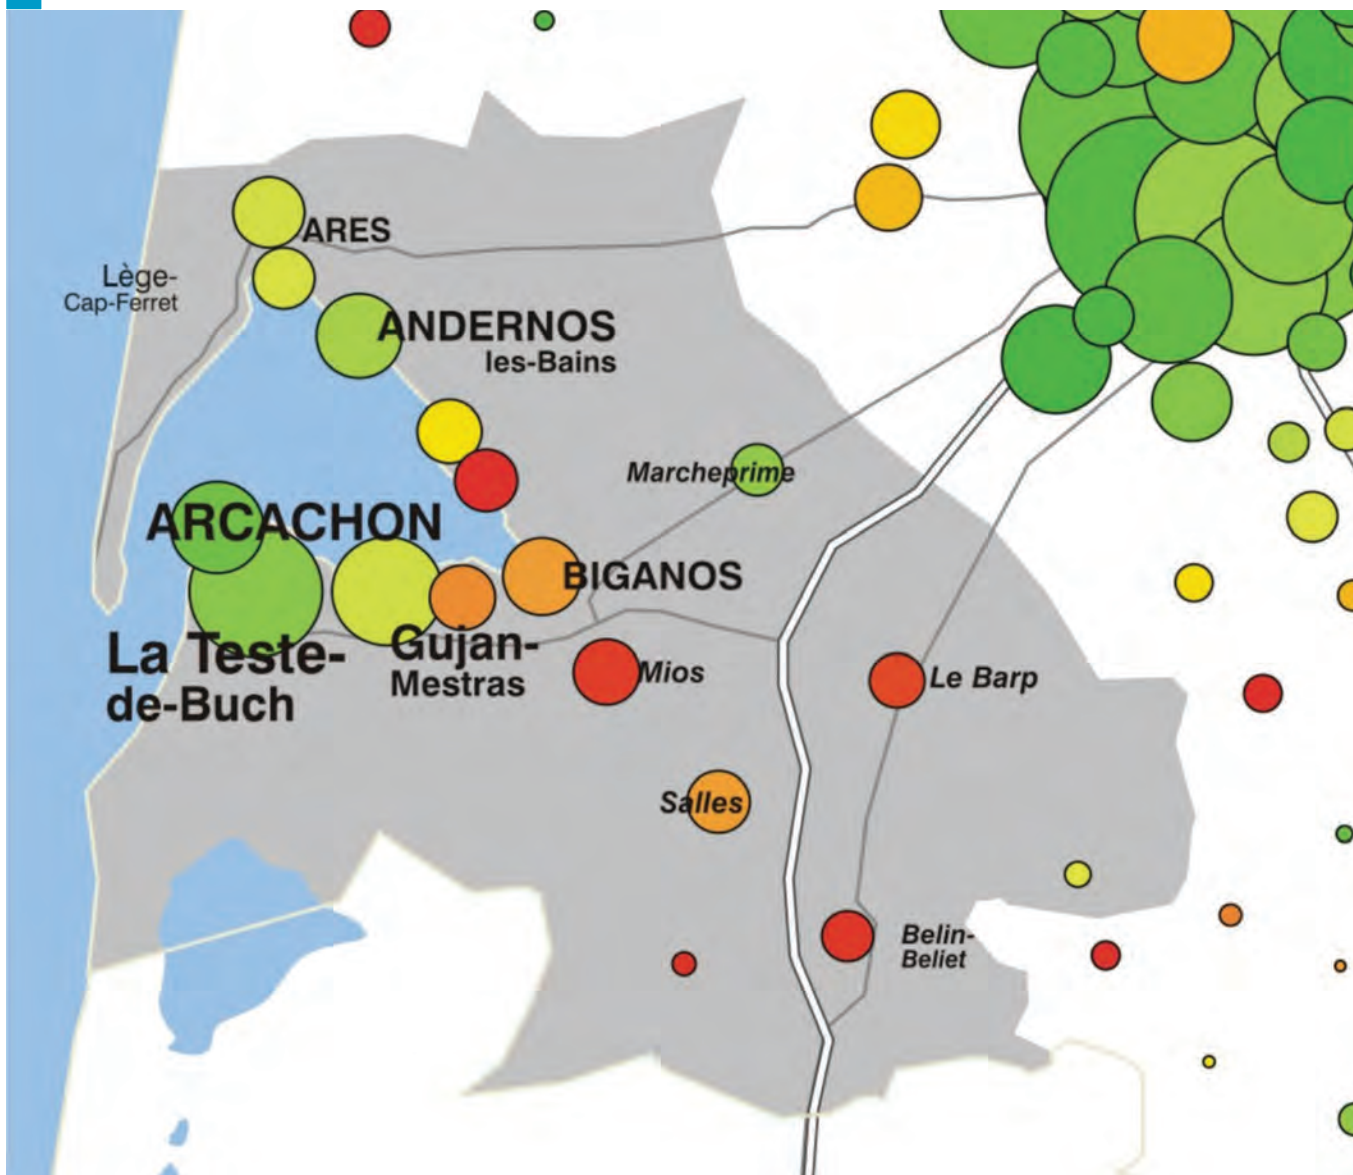 ARES
Lège-
Cap-Ferret
ANDERNOS
les-Bains
Marcheprime
ARCACHON
BIGANOS
La Teste-
de-Buch
Gujan-
Mestras
Mios
Le Barp
Salles
Belin-
Beliet